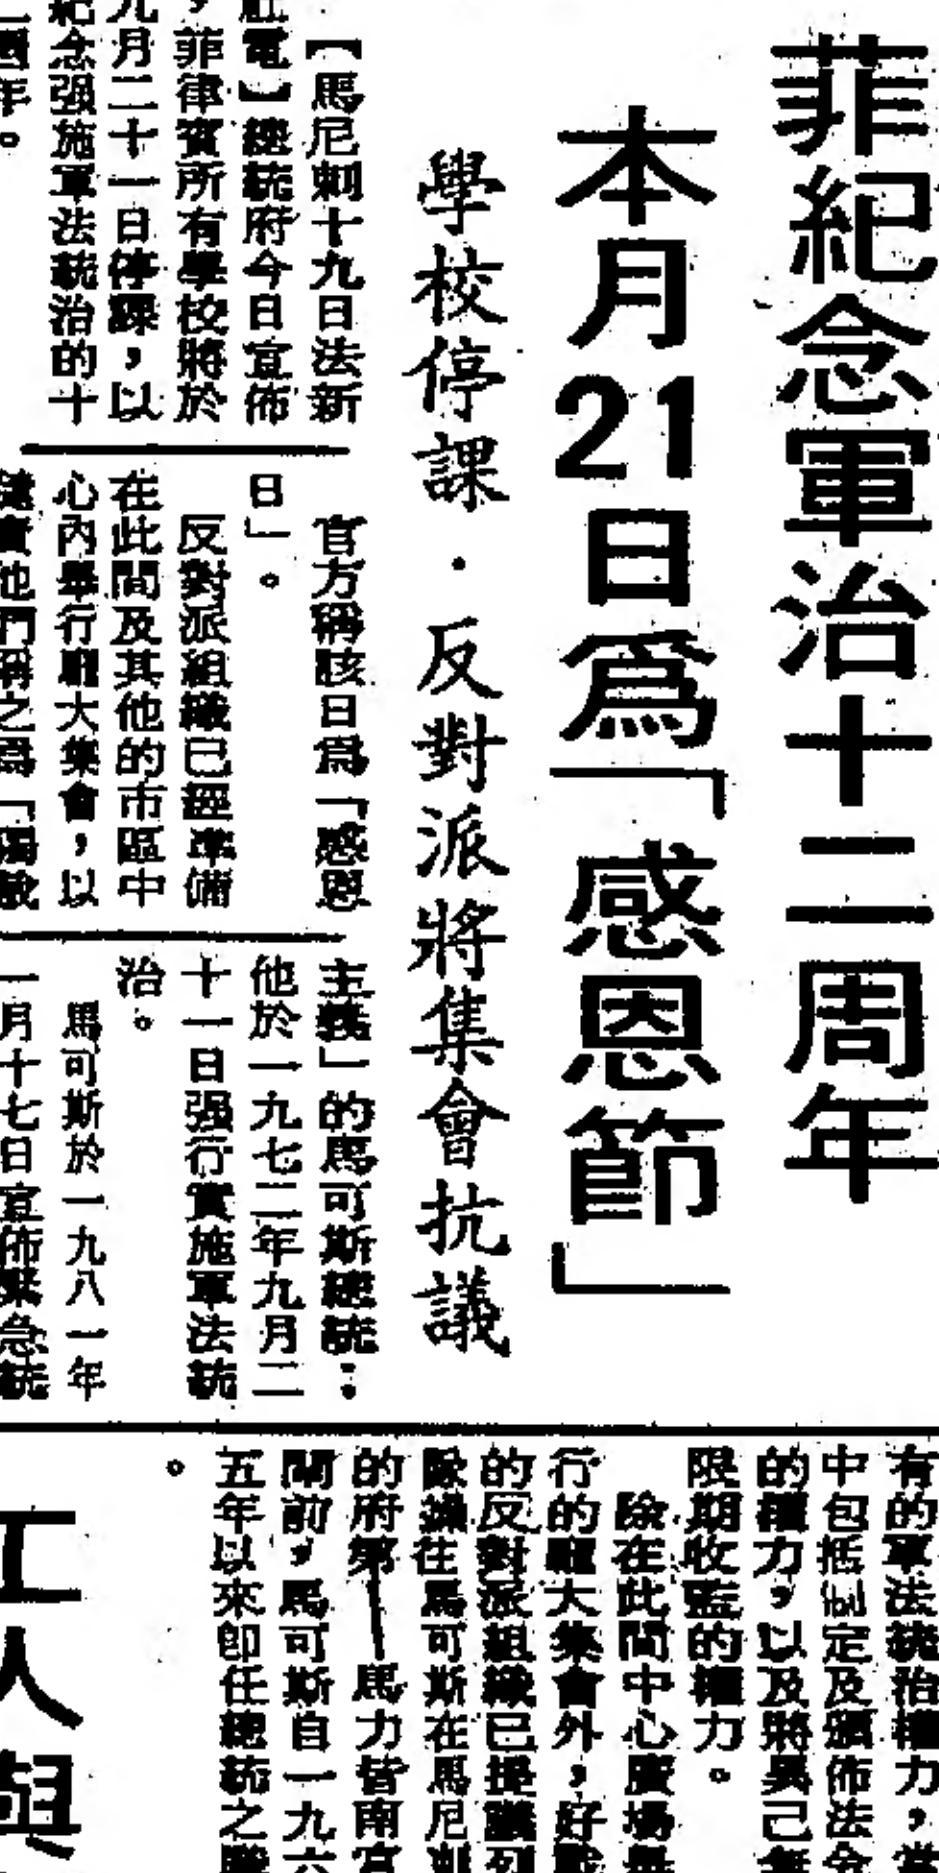 菲紀念軍治十二周年
本月21日爲「感恩節」
學校停課．反對派將集會抗議
【馬尼剌十九日法新
社電】總統府今日宣佈
，菲律賓所有學校將於
九月二十一日停課，以
紀念强施軍法統治的十
二週年。
官方稱該日爲「感恩
日」。
反對派組織已經準備
在此間及其他的市區中
心內舉行龐大集會，以
譴責他們稱之爲「獨裁
主義」的馬可斯總統；
他於一九七二年九月二
十一日强行實施軍法統
治。
馬可斯於一九八一年
一月十七日宣佈緊急統
有的軍法統治權力，當
中包括制定及頒佈法令
的權力，以及將異己無
限期收監的權力。
除在此間中心廣場舉
行的龐大集會外，好戰
的反對派組織已提議列
隊操往馬可斯在馬尼剌
的府第—馬力皆南宮
閘前，馬可斯自一九六
五年以來即任總統之職
。
工人與